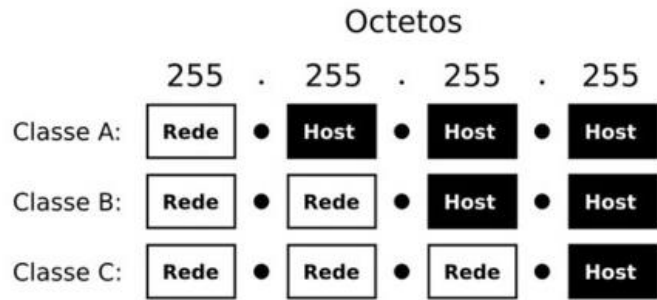 Octetos
255 . 255 . 255 . 255
Classe A: Rede • Host • Host • Host
Classe B: Rede • Rede • Host • Host
Classe C: Rede • Rede • Rede • Host